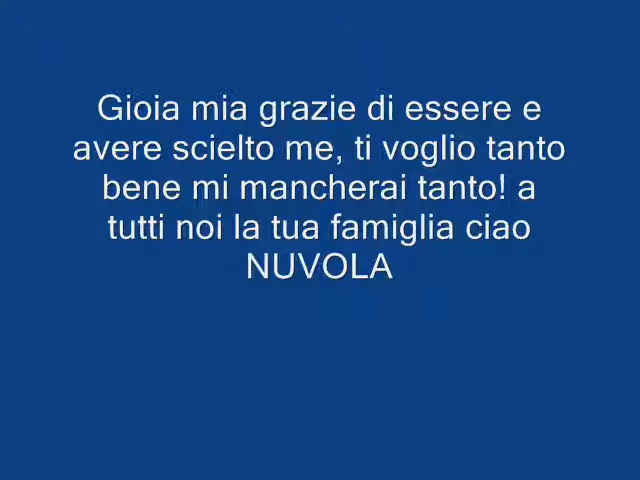 Gioia mia grazie di essere e
avere scielto me, ti voglio tanto
bene mi mancherai tanto! a
tutti noi la tua famiglia ciao
NUVOLA